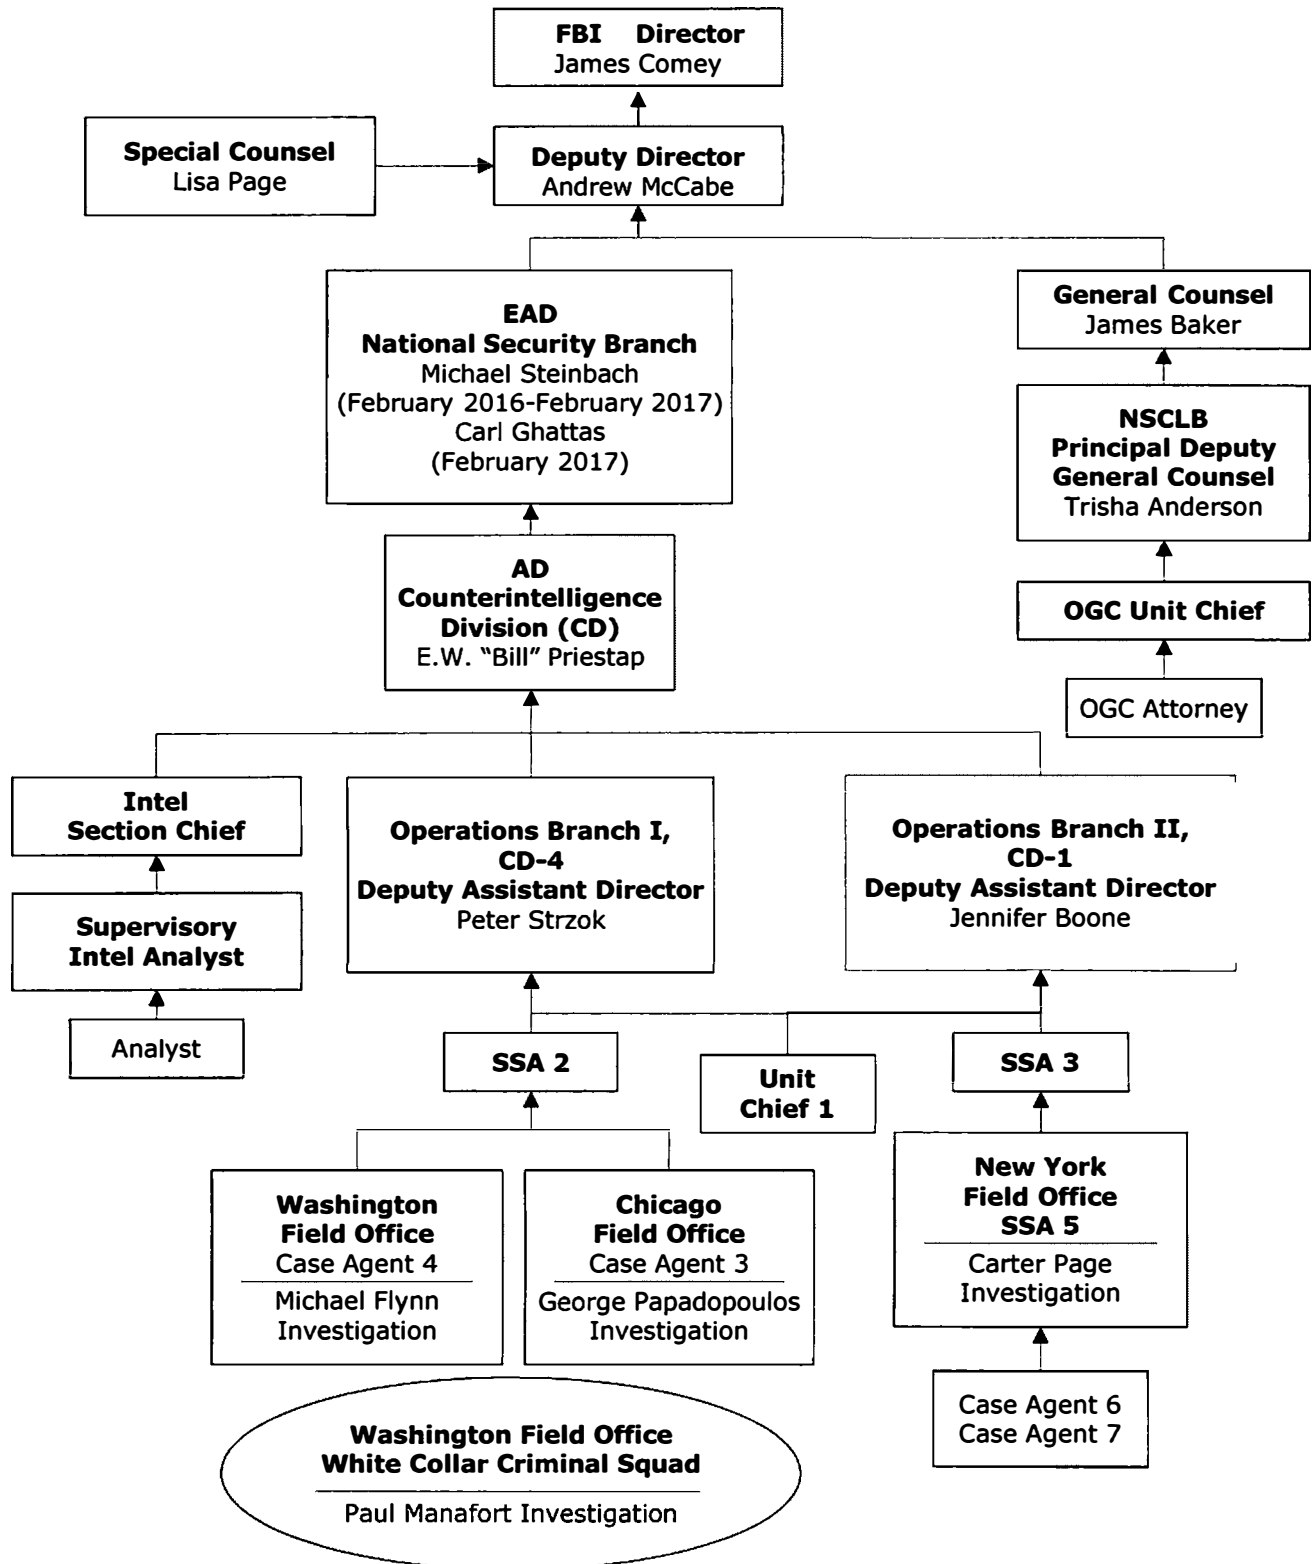 FBI Director
James Comey
Special Counsel
Lisa Page
Deputy Director
Andrew McCabe
EAD
National Security Branch
Michael Steinbach
(February 2016-February 2017)
Carl Ghattas
(February 2017)
General Counsel
James Baker
NSCLB
Principal Deputy
General Counsel
Trisha Anderson
AD
Counterintelligence
Division (CD)
E.W. “Bill” Priestap
OGC Unit Chief
OGC Attorney
Intel
Section Chief
Supervisory
Intel Analyst
Analyst
Operations Branch I,
CD-4
Deputy Assistant Director
Peter Strzok
Operations Branch II,
CD-1
Deputy Assistant Director
Jennifer Boone
SSA 2
Unit
Chief 1
SSA 3
Washington
Field Office
Case Agent 4
Michael Flynn
Investigation
Chicago
Field Office
Case Agent 3
George Papadopoulos
Investigation
New York
Field Office
SSA 5
Carter Page
Investigation
Case Agent 6
Case Agent 7
Washington Field Office
White Collar Criminal Squad
Paul Manafort Investigation